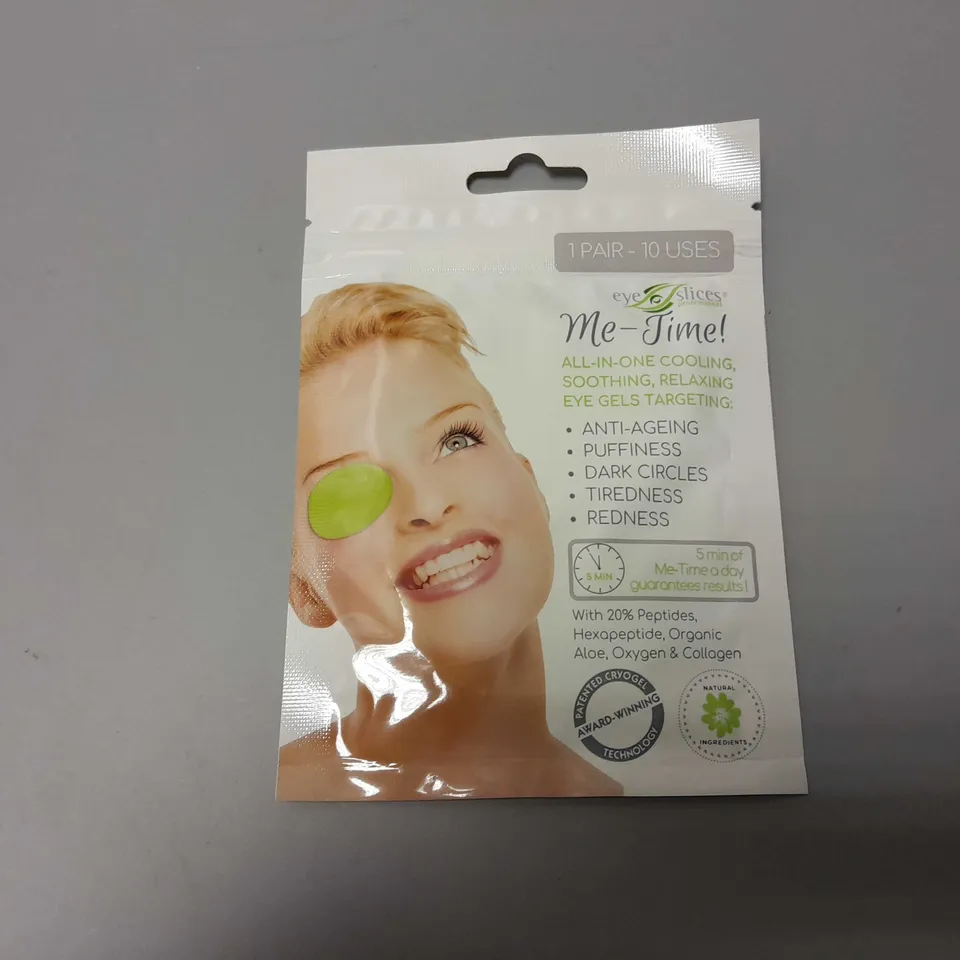 1 PAIR - 10 USES
eye slices®
Me-Time!
ALL-IN-ONE COOLING,
SOOTHING, RELAXING
EYE GELS TARGETING:
• ANTI-AGEING
• PUFFINESS
• DARK CIRCLES
• TIREDNESS
• REDNESS
5 MIN
5 min of
Me-Time a day
guarantees results!
With 20% Peptides,
Hexapeptide, Organic
Aloe, Oxygen & Collagen
PATENTED CRYOGEL
AWARD-WINNING
TECHNOLOGY
NATURAL
INGREDIENTS